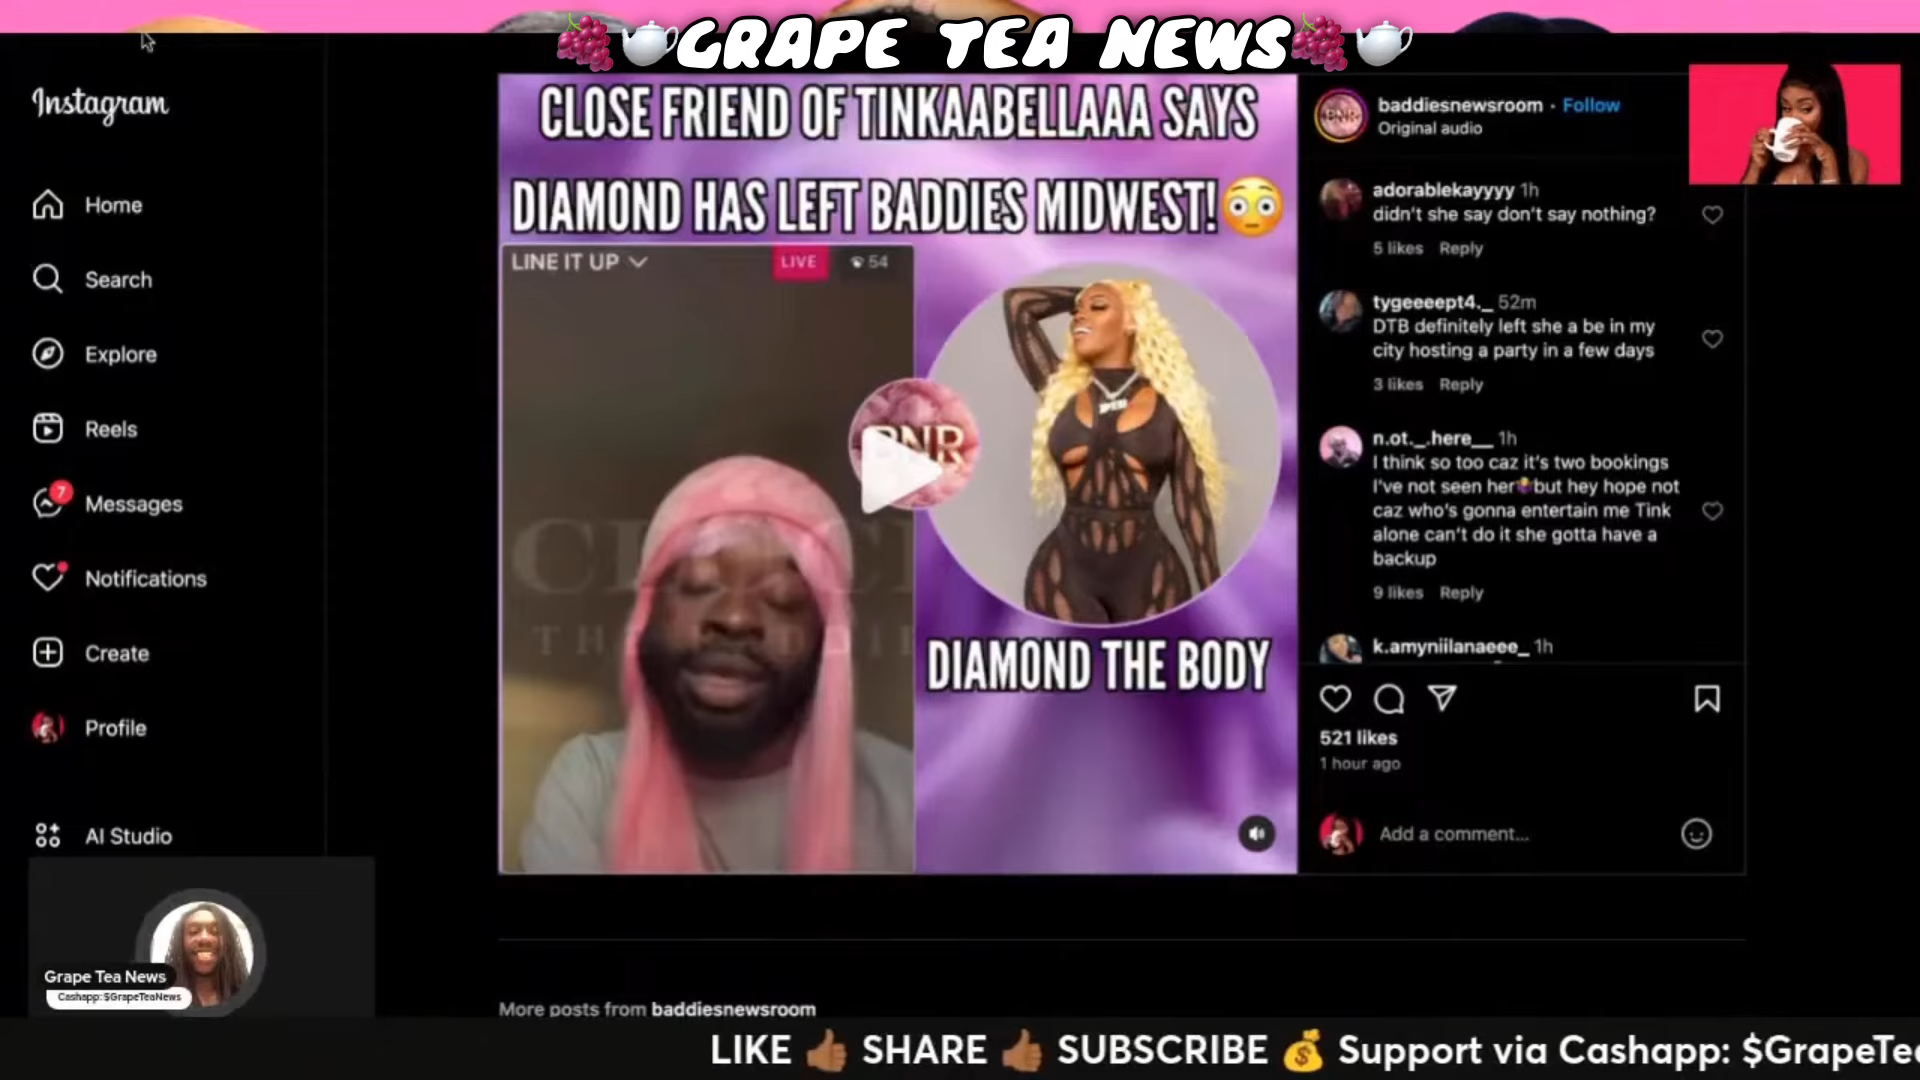 🍇🫖GRAPE TEA NEWS🍇🫖
Instagram
Home
Search
Explore
Reels
7
Messages
Notifications
Create
Profile
AI Studio
CLOSE FRIEND OF TINKAABELLAAA SAYS
DIAMOND HAS LEFT BADDIES MIDWEST!😳
LINE IT UP
LIVE
54
BNR
DIAMOND THE BODY
baddiesnewsroom · Follow
Original audio
adorablekayyyy 1h
didn't she say don't say nothing?
5 likes Reply
tygeeeept4._ 52m
DTB definitely left she a be in my
city hosting a party in a few days
3 likes Reply
n.ot._.here__ 1h
I think so too caz it's two bookings
I've not seen her🤷‍♀️but hey hope not
caz who's gonna entertain me Tink
alone can't do it she gotta have a
backup
9 likes Reply
k.amyniilanaeee_ 1h
521 likes
1 hour ago
Add a comment...
Grape Tea News
Cashapp: $GrapeTeaNews
More posts from baddiesnewsroom
LIKE 👍🏾 SHARE 👍🏾 SUBSCRIBE 💰 Support via Cashapp: $GrapeTea